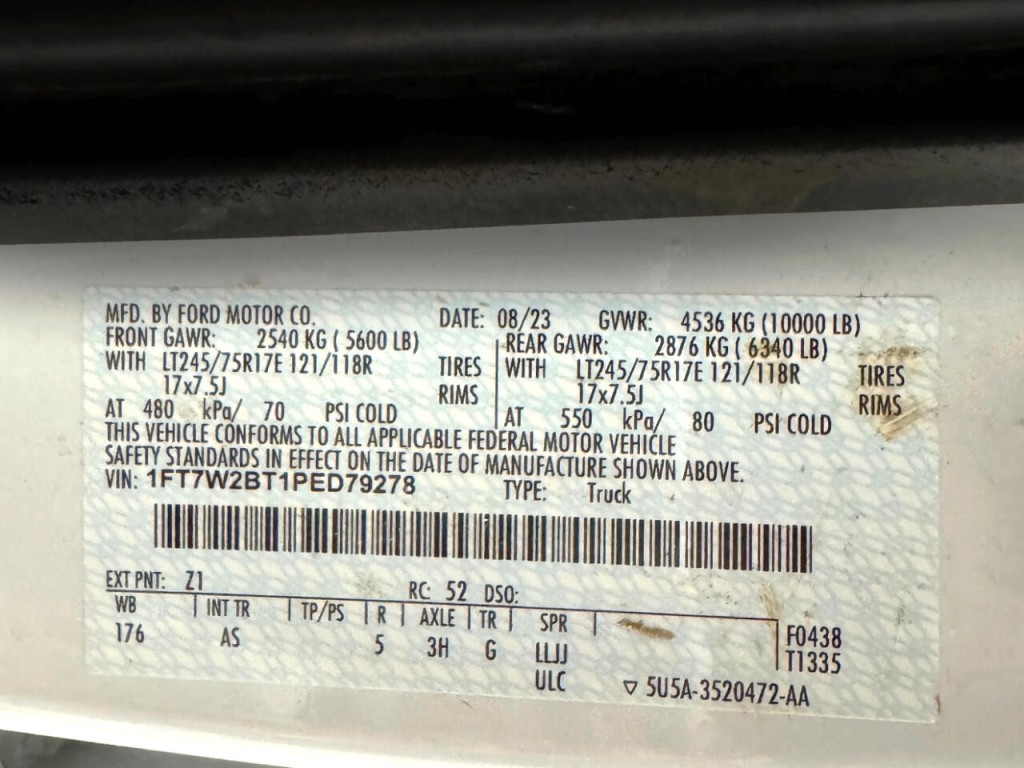 MFD. BY FORD MOTOR CO. DATE: 08/23 GVWR: 4536 KG (10000 LB)
FRONT GAWR: 2540 KG ( 5600 LB) REAR GAWR: 2876 KG ( 6340 LB)
WITH LT245/75R17E 121/118R TIRES WITH LT245/75R17E 121/118R TIRES
17x7.5J RIMS 17x7.5J RIMS
AT 480 kPa/ 70 PSI COLD AT 550 kPa/ 80 PSI COLD
THIS VEHICLE CONFORMS TO ALL APPLICABLE FEDERAL MOTOR VEHICLE
SAFETY STANDARDS IN EFFECT ON THE DATE OF MANUFACTURE SHOWN ABOVE.
VIN: 1FT7W2BT1PED79278 TYPE: Truck
EXT PNT: Z1 RC: 52 DSO:
WB INT TR TP/PS R AXLE TR SPR
176 AS 5 3H G LLJJ F0438
ULC T1335
▽ 5U5A-3520472-AA